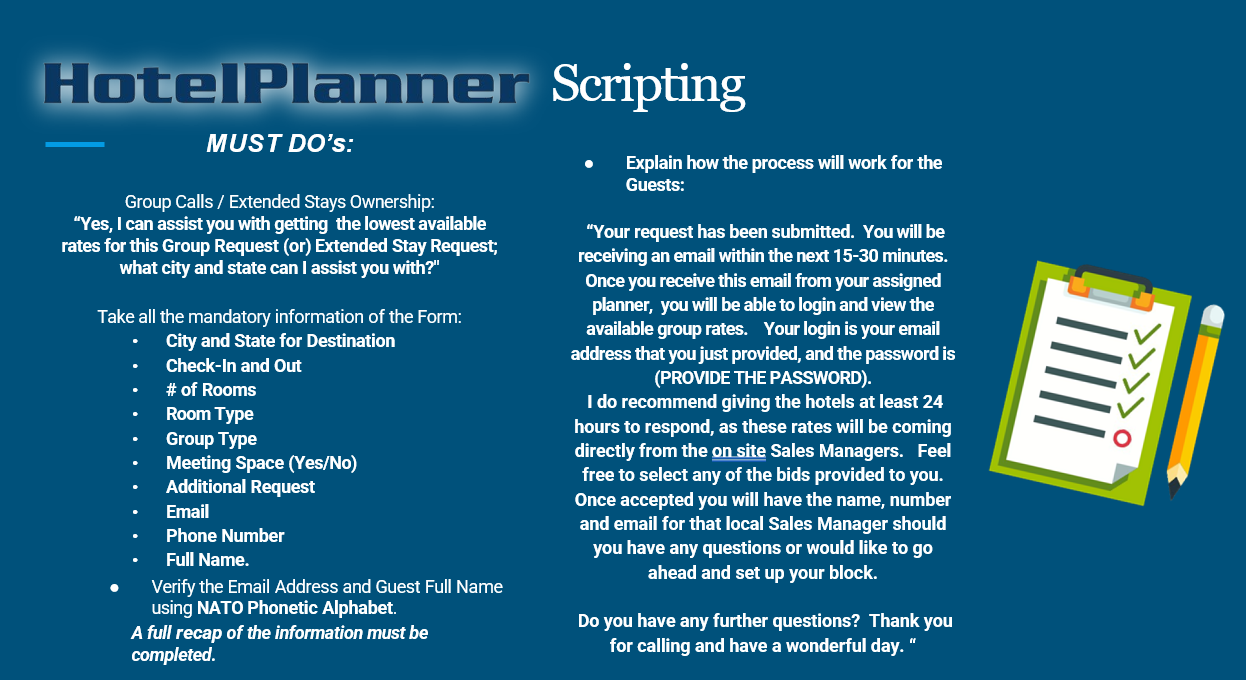 HotelPlanner Scripting
MUST DO's:
Group Calls / Extended Stays Ownership:
“Yes, I can assist you with getting  the lowest available
rates for this Group Request (or) Extended Stay Request;
what city and state can I assist you with?"
Take all the mandatory information of the Form:
• City and State for Destination
• Check-In and Out
• # of Rooms
• Room Type
• Group Type
• Meeting Space (Yes/No)
• Additional Request
• Email
• Phone Number
• Full Name.
● Verify the Email Address and Guest Full Name
using NATO Phonetic Alphabet.
A full recap of the information must be
completed.
● Explain how the process will work for the
Guests:
“Your request has been submitted.  You will be
receiving an email within the next 15-30 minutes.
Once you receive this email from your assigned
planner,  you will be able to login and view the
available group rates.   Your login is your email
address that you just provided, and the password is
(PROVIDE THE PASSWORD).
I do recommend giving the hotels at least 24
hours to respond, as these rates will be coming
directly from the on site Sales Managers.   Feel
free to select any of the bids provided to you.
Once accepted you will have the name, number
and email for that local Sales Manager should
you have any questions or would like to go
ahead and set up your block.
Do you have any further questions?  Thank you
for calling and have a wonderful day. “